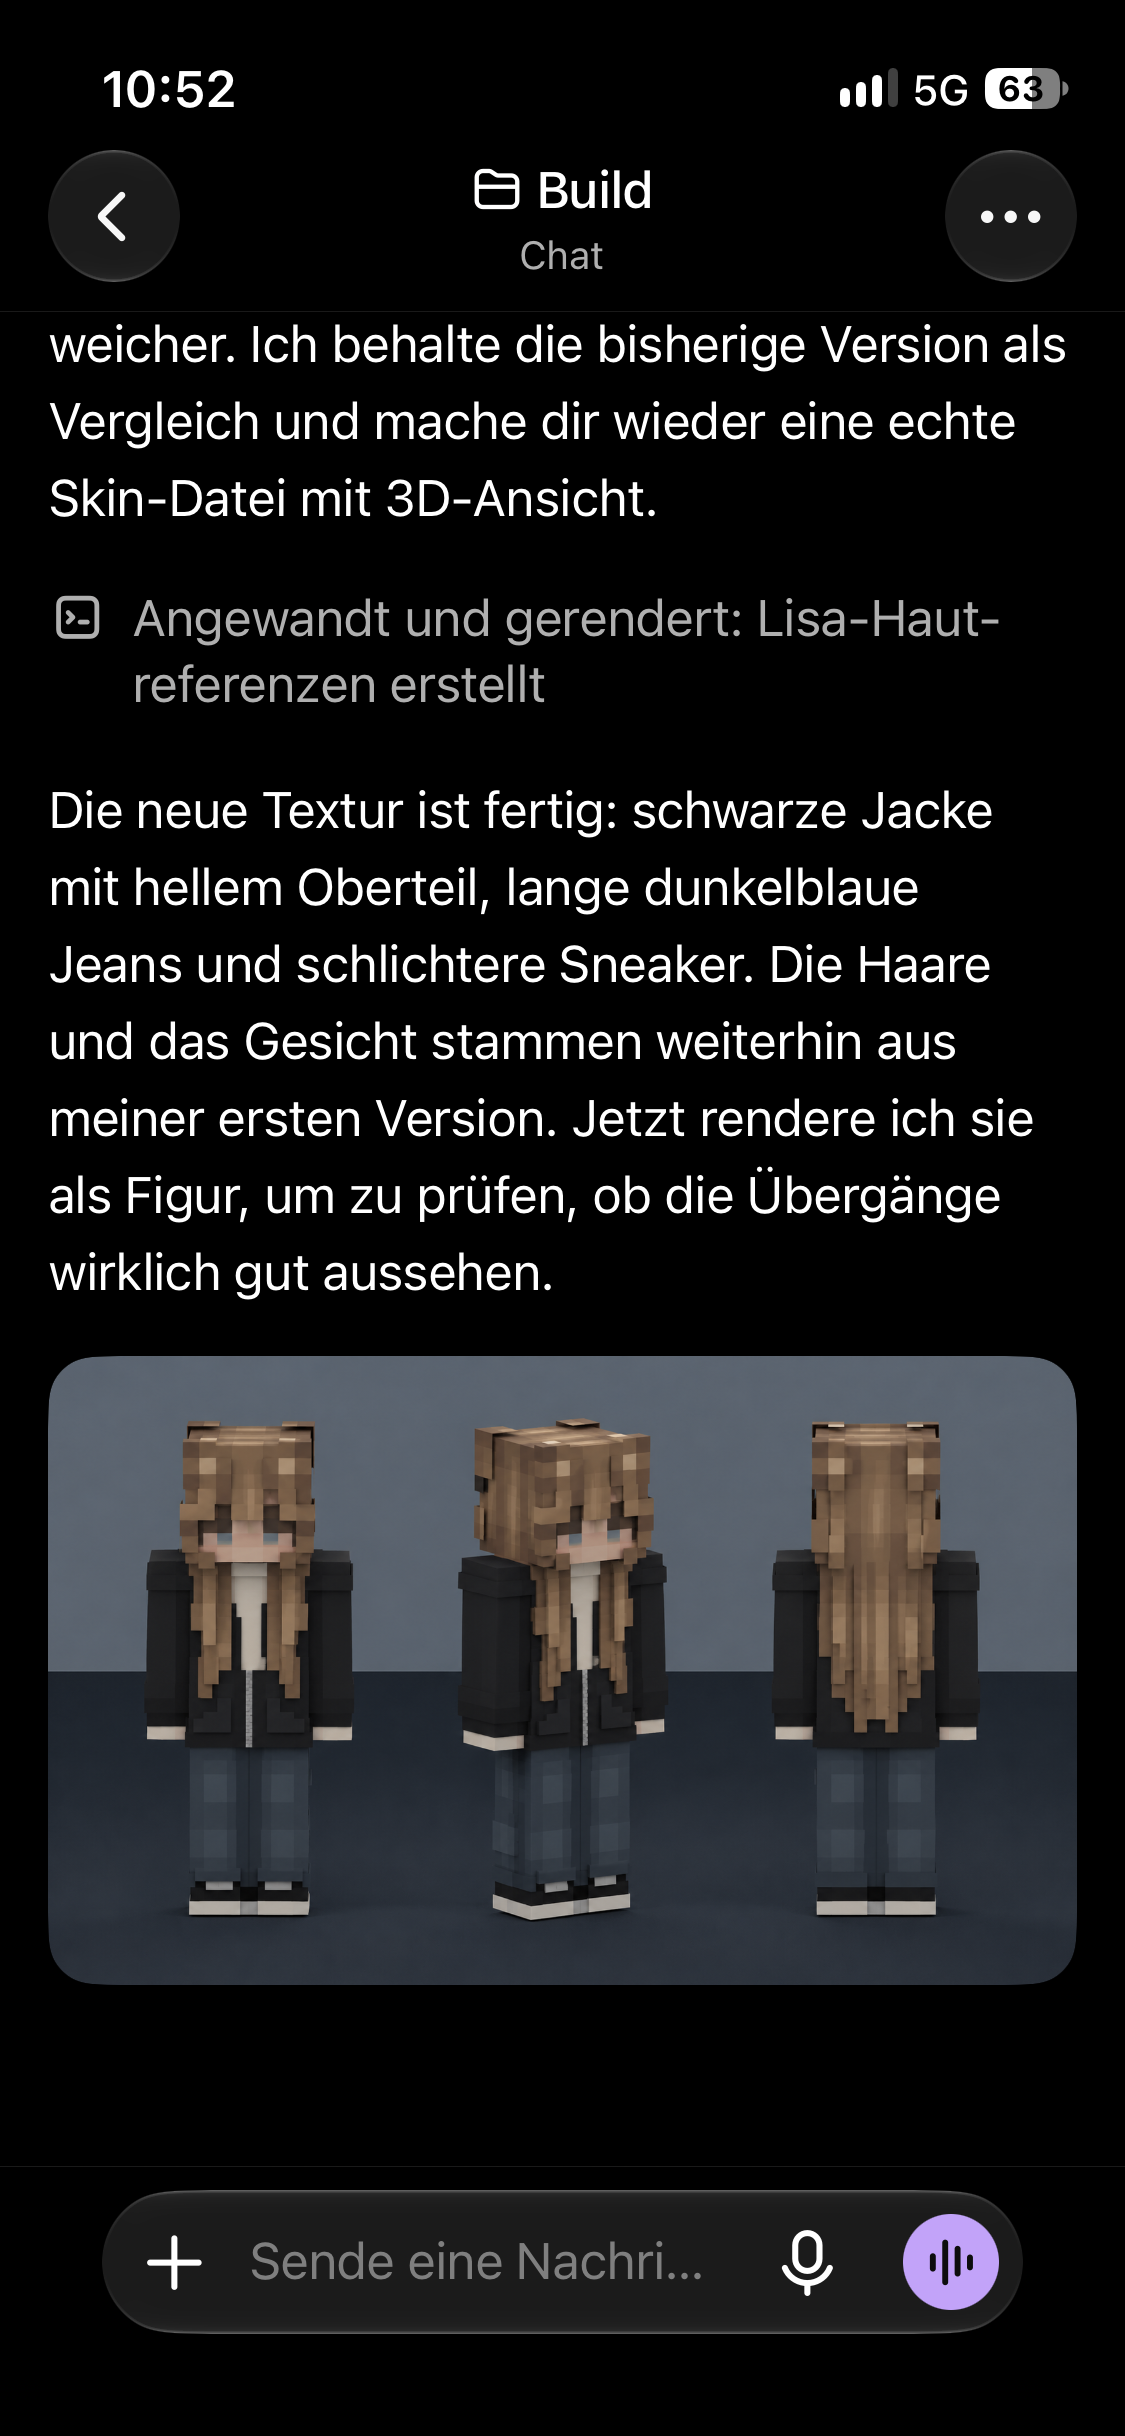 10:52
5G
63
Build
Chat
weicher. Ich behalte die bisherige Version als
Vergleich und mache dir wieder eine echte
Skin-Datei mit 3D-Ansicht.
Angewandt und gerendert: Lisa-Haut-
referenzen erstellt
Die neue Textur ist fertig: schwarze Jacke
mit hellem Oberteil, lange dunkelblaue
Jeans und schlichtere Sneaker. Die Haare
und das Gesicht stammen weiterhin aus
meiner ersten Version. Jetzt rendere ich sie
als Figur, um zu prüfen, ob die Übergänge
wirklich gut aussehen.
Sende eine Nachri...